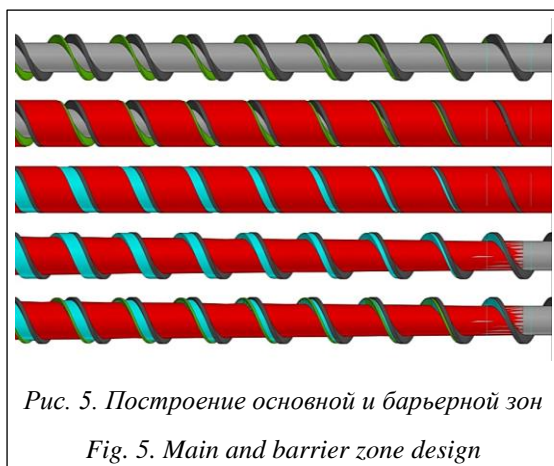 Рис. 5. Построение основной и барьерной зон
Fig. 5. Main and barrier zone design